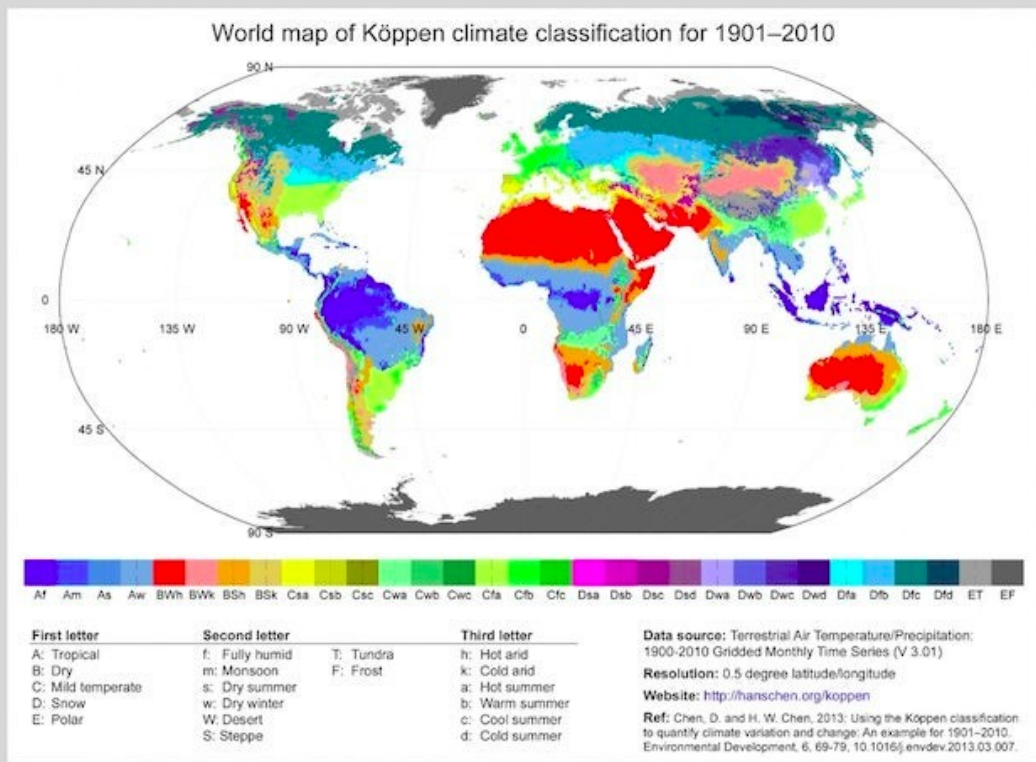 World map of Köppen climate classification for 1901–2010
90 N
45 N
0
180 W 135 W 90 W 45 W 0 45 E 90 E 135 E 180 E
45 S
90 S
Af Am As Aw BWh BWk BSh BSk Csa Csb Csc Cwa Cwb Cwc Cfa Cfb Cfc Dsa Dsb Dsc Dsd Dwa Dwb Dwc Dwd Dfa Dfb Dfc Dfd ET EF
First letter
A: Tropical
B: Dry
C: Mild temperate
D: Snow
E: Polar
Second letter
f: Fully humid T: Tundra
m: Monsoon F: Frost
s: Dry summer
w: Dry winter
W: Desert
S: Steppe
Third letter
h: Hot arid
k: Cold arid
a: Hot summer
b: Warm summer
c: Cool summer
d: Cold summer
Data source: Terrestrial Air Temperature/Precipitation:
1900-2010 Gridded Monthly Time Series (V 3.01)
Resolution: 0.5 degree latitude/longitude
Website: http://hanschen.org/koppen
Ref: Chen, D. and H. W. Chen, 2013: Using the Köppen classification
to quantify climate variation and change: An example for 1901–2010.
Environmental Development, 6, 69-79, 10.1016/j.envdev.2013.03.007.